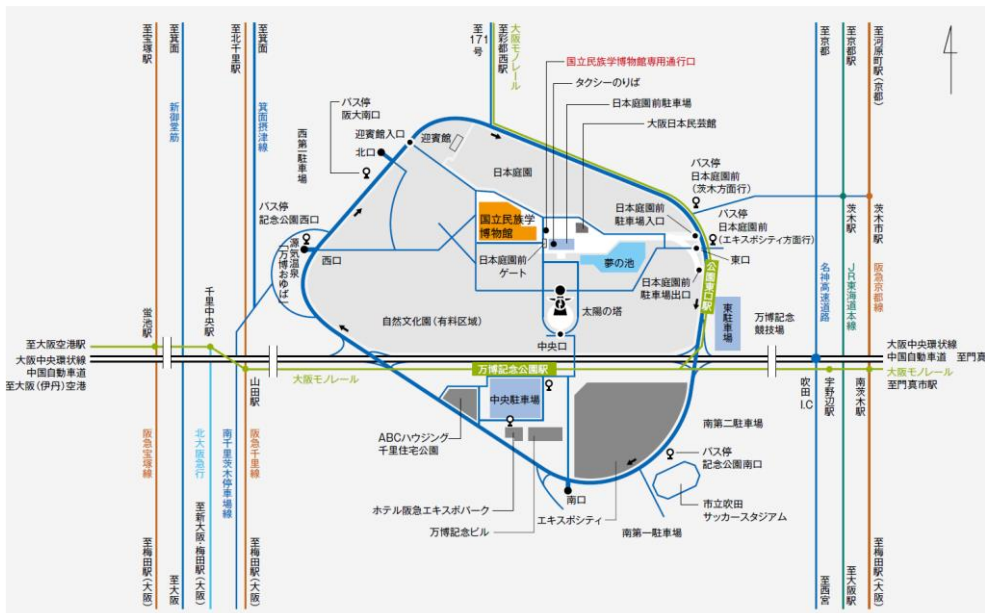 至宝塚駅
至箕面
新御堂筋
至北千里駅
至箕面
箕面摂津線
至171号
至彩都西駅
大阪モノレール
国立民族学博物館専用通行口
タクシーのりば
日本庭園前駐車場
大阪日本民芸館
至京都
至京都駅
至河原町駅(京都)
バス停
阪大南口
西第一駐車場
迎賓館入口
迎賓館
北口
日本庭園
バス停
日本庭園前
(茨木方面行)
バス停
日本庭園前
(エキスポシティ方面行)
茨木駅
茨木市駅
バス停
記念公園西口
源気温泉
「万博おゆば」
西口
国立民族学
博物館
日本庭園前
ゲート
日本庭園前
駐車場入口
東口
夢の池
日本庭園前
駐車場出口
公園東口駅
名神高速道路
JR東海道本線
阪急京都線
太陽の塔
自然文化園(有料区域)
中央口
東駐車場
万博記念
競技場
蛍池駅
千里中央駅
至大阪空港駅
大阪中央環状線
中国自動車道
至大阪(伊丹)空港
大阪中央環状線
中国自動車道 至門真
大阪モノレール
至門真市駅
山田駅
大阪モノレール
万博記念公園駅
吹田I.C
宇野辺駅
南茨木駅
中央駐車場
ABCハウジング
千里住宅公園
南第二駐車場
バス停
記念公園南口
市立吹田
サッカースタジアム
南口
ホテル阪急エキスポパーク
万博記念ビル
エキスポシティ
南第一駐車場
阪急宝塚線
北大阪急行
南千里茨木停車場線
阪急千里線
至梅田駅(大阪)
至大阪
至新大阪・梅田駅(大阪)
至梅田駅(大阪)
至西宮
至大阪駅
至梅田駅(大阪)